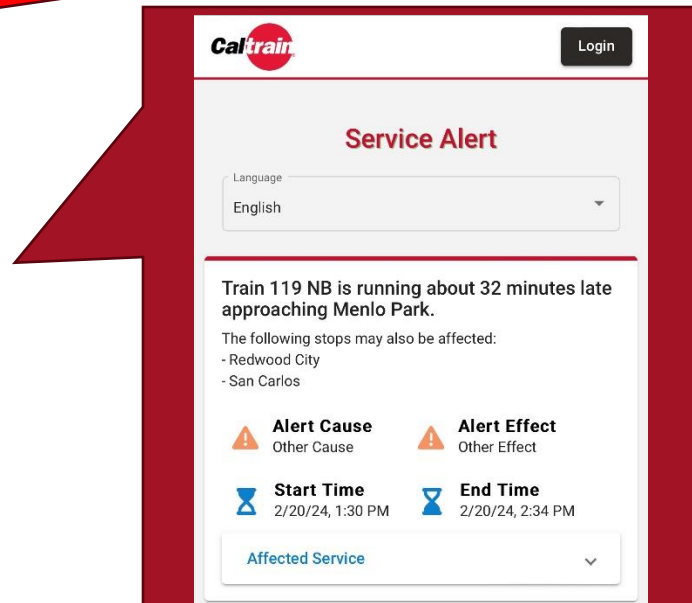 Caltrain
Login
Service Alert
Language
English
Train 119 NB is running about 32 minutes late
approaching Menlo Park.
The following stops may also be affected:
- Redwood City
- San Carlos
Alert Cause
Other Cause
Alert Effect
Other Effect
Start Time
2/20/24, 1:30 PM
End Time
2/20/24, 2:34 PM
Affected Service